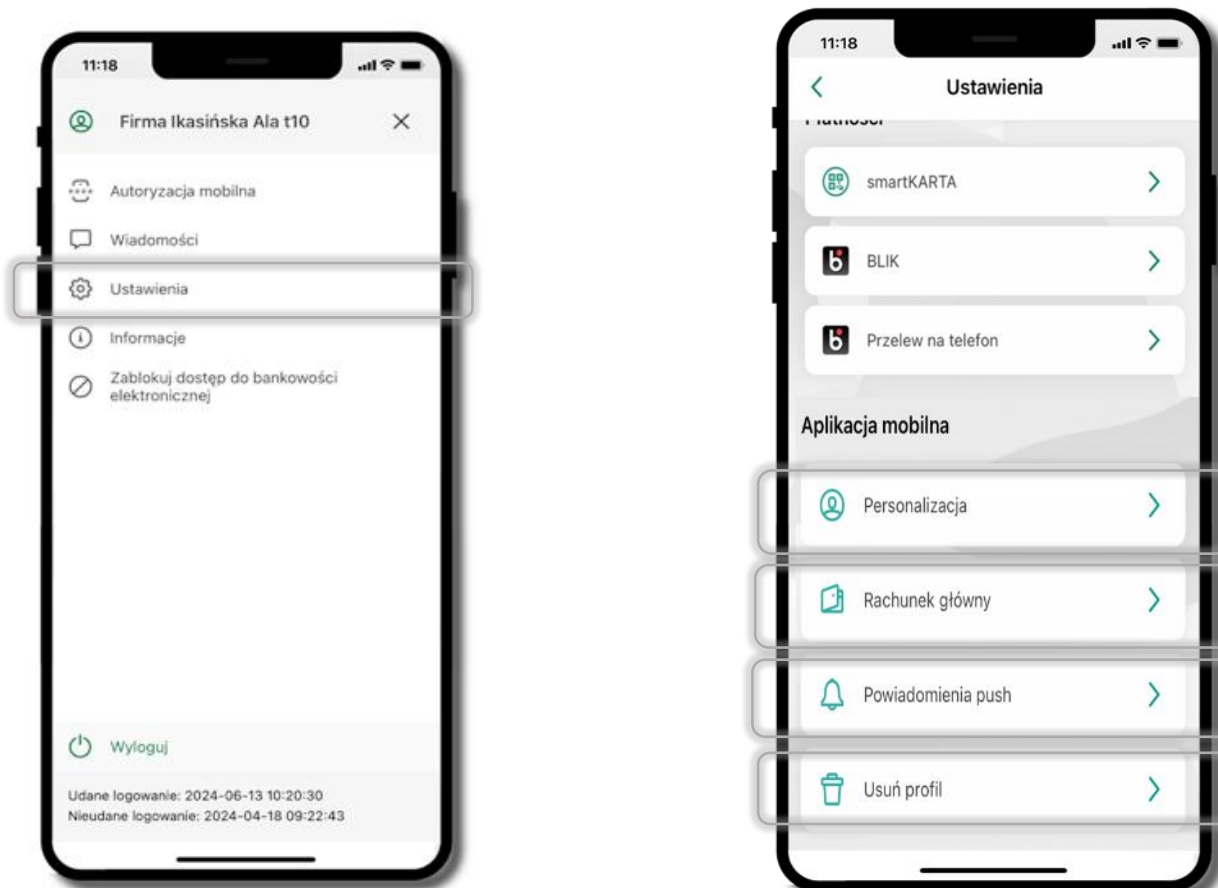 11:18
Firma Ikasińska Ala t10
Autoryzacja mobilna
Wiadomości
Ustawienia
Informacje
Zablokuj dostęp do bankowości
elektronicznej
Wyloguj
Udane logowanie: 2024-06-13 10:20:30
Nieudane logowanie: 2024-04-18 09:22:43
11:18
Ustawienia
Płatności
smartKARTA
BLIK
Przelew na telefon
Aplikacja mobilna
Personalizacja
Rachunek główny
Powiadomienia push
Usuń profil